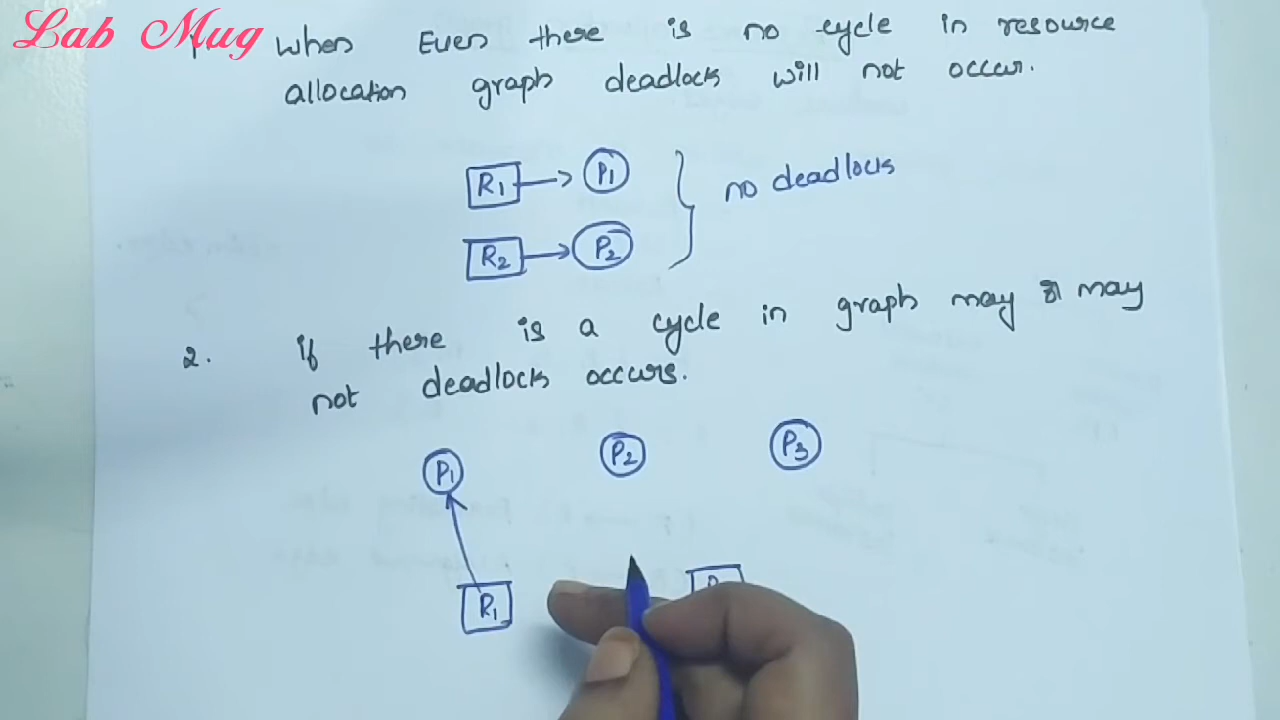 Lab Mug
1. When Even there is no cycle in resource
allocation graph deadlock will not occur.
R1 P1
no deadlock
R2 P2
2. If there is a cycle in graph may may
not deadlock occurs.
P1 P2 P3
R1